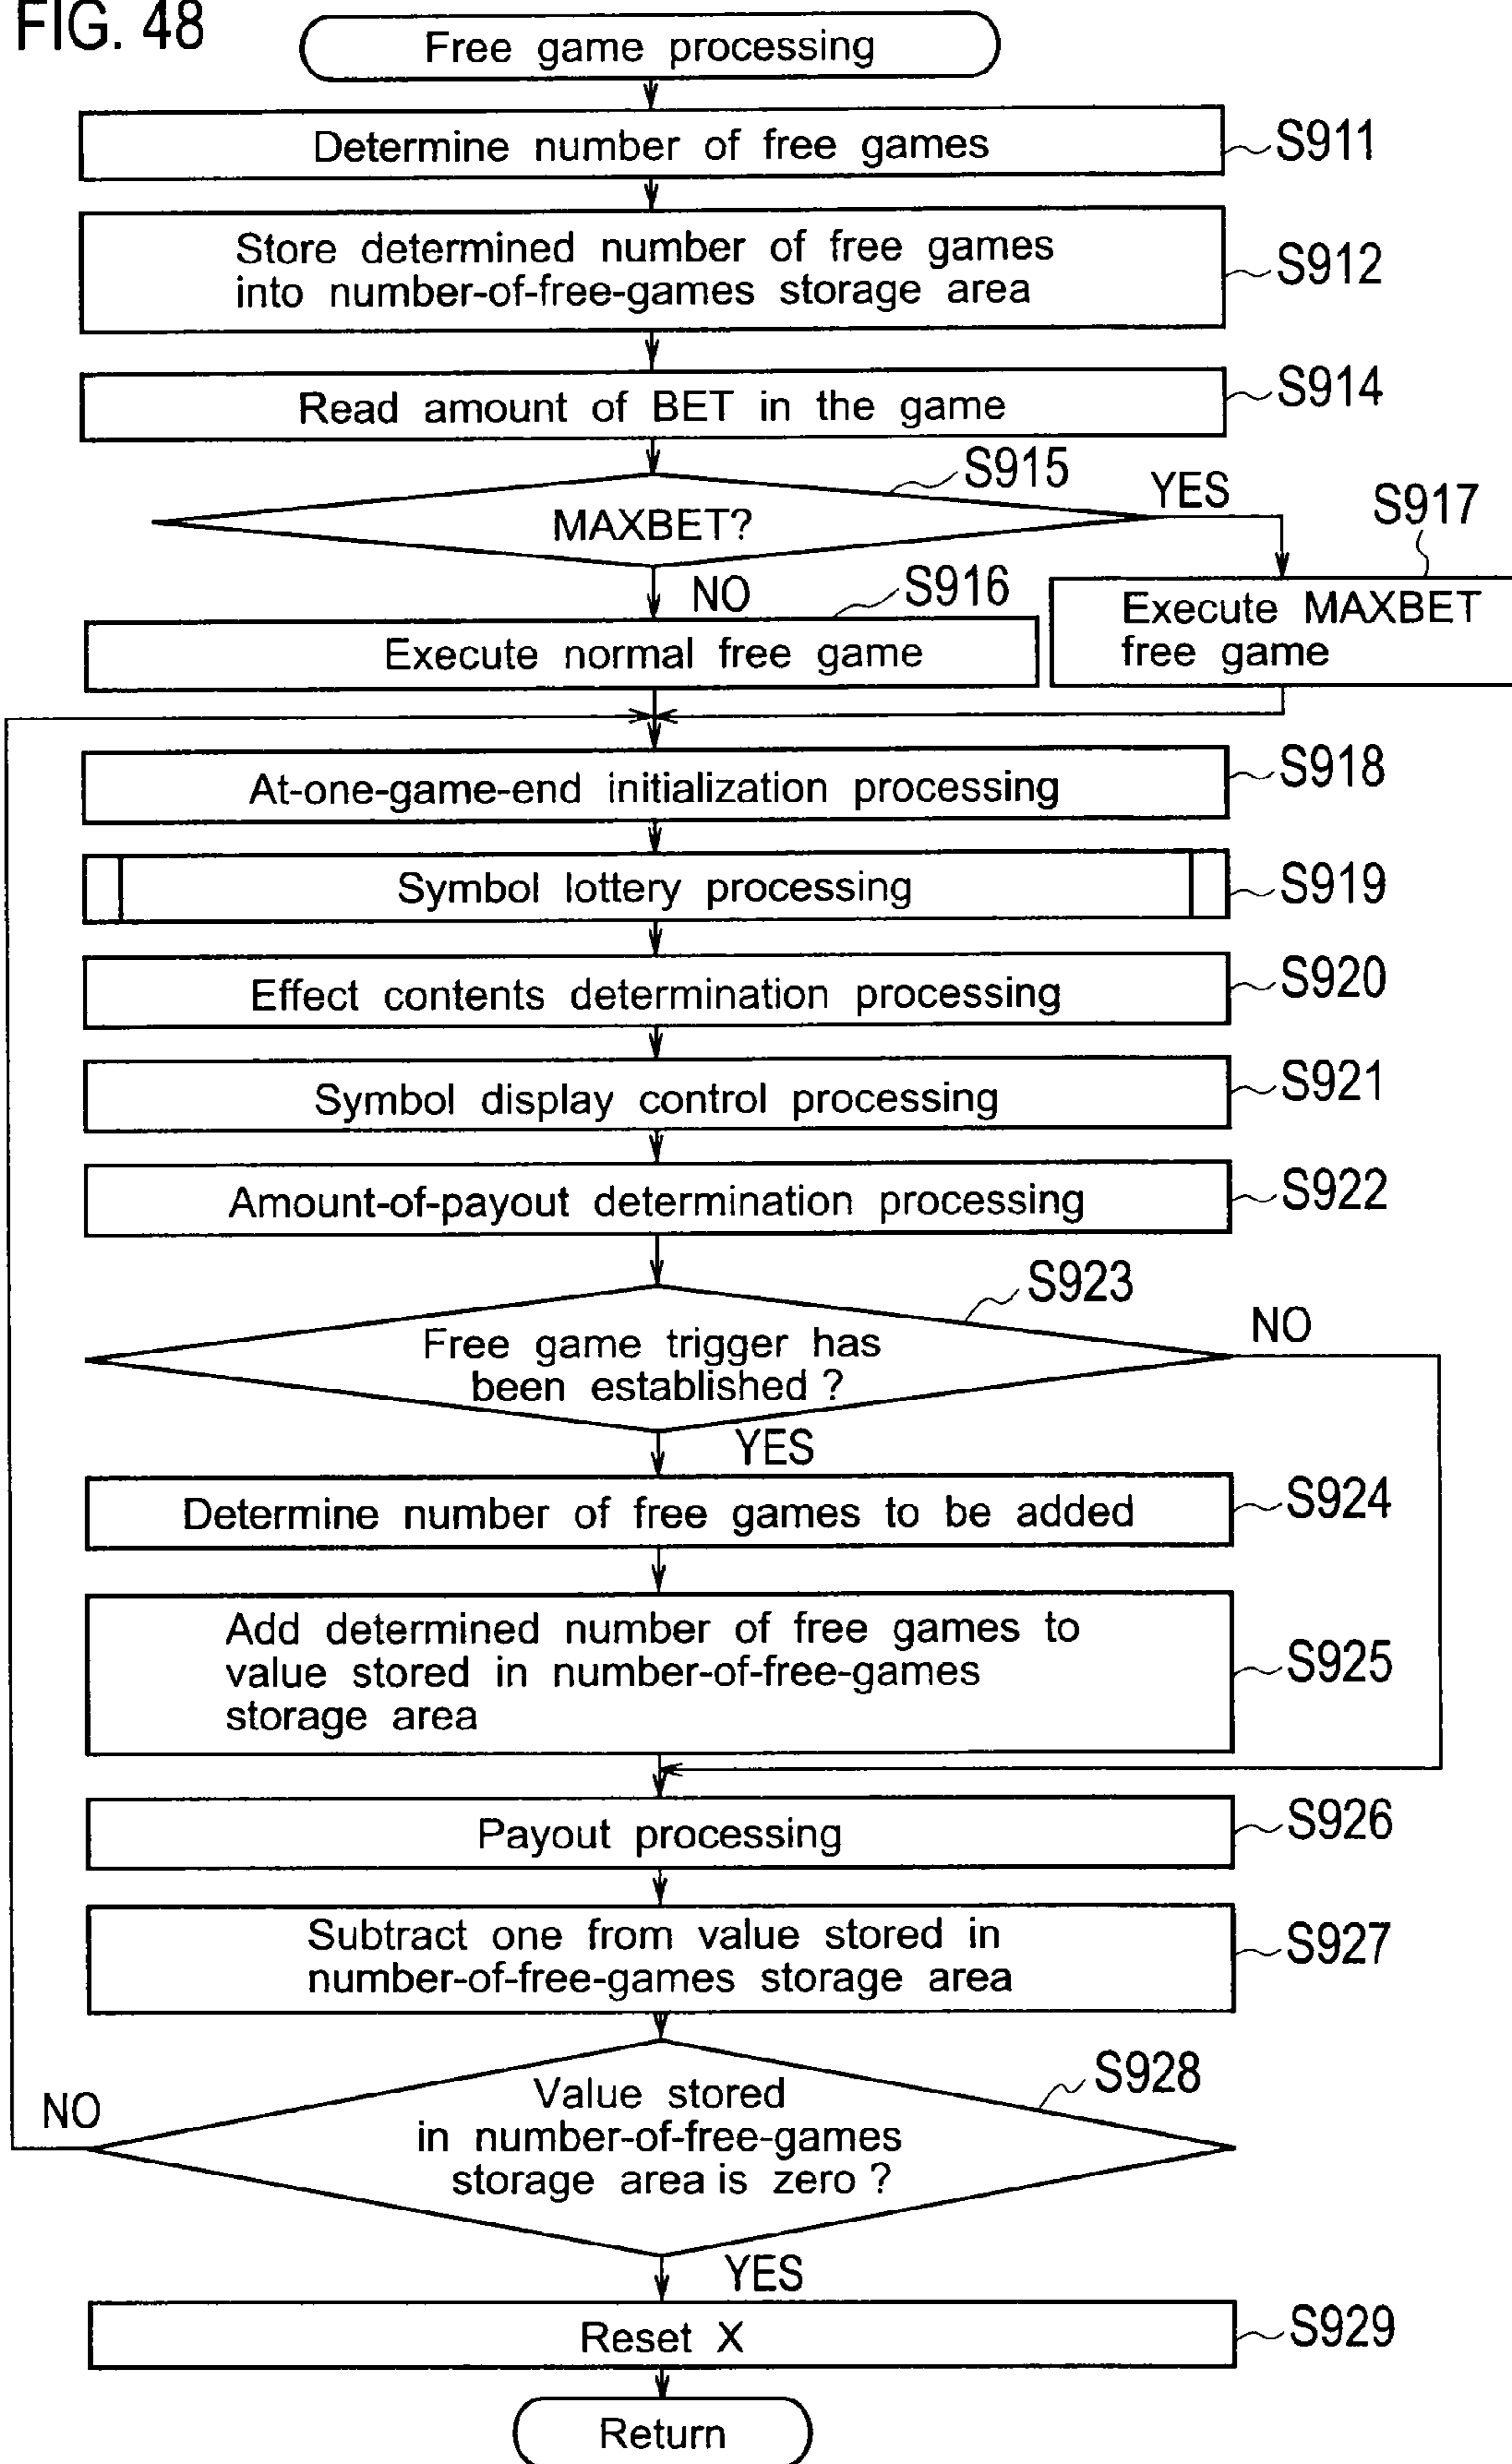 FIG. 48
Free game processing
Determine number of free games
S911
Store determined number of free games
into number-of-free-games storage area
S912
Read amount of BET in the game
S914
S915
MAXBET?
YES
S917
NO
S916
Execute normal free game
Execute MAXBET
free game
At-one-game-end initialization processing
S918
Symbol lottery processing
S919
Effect contents determination processing
S920
Symbol display control processing
S921
Amount-of-payout determination processing
S922
S923
Free game trigger has
been established ?
NO
YES
Determine number of free games to be added
S924
Add determined number of free games to
value stored in number-of-free-games
storage area
S925
Payout processing
S926
Subtract one from value stored in
number-of-free-games storage area
S927
S928
Value stored
in number-of-free-games
storage area is zero ?
NO
YES
Reset X
S929
Return